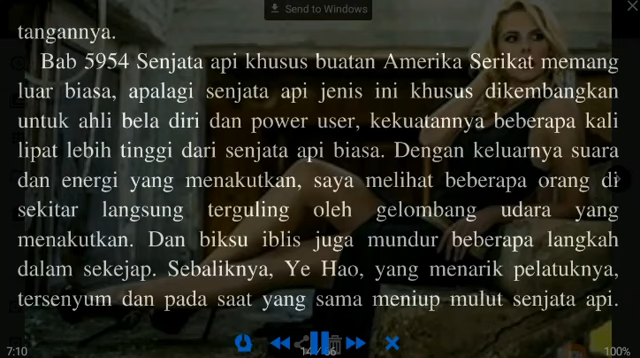 Send to Windows
tangannya.
Bab 5954 Senjata api khusus buatan Amerika Serikat memang
luar biasa, apalagi senjata api jenis ini khusus dikembangkan
untuk ahli bela diri dan power user, kekuatannya beberapa kali
lipat lebih tinggi dari senjata api biasa. Dengan keluarnya suara
dan energi yang menakutkan, saya melihat beberapa orang di
sekitar langsung terguling oleh gelombang udara yang
menakutkan. Dan biksu iblis juga mundur beberapa langkah
dalam sekejap. Sebaliknya, Ye Hao, yang menarik pelatuknya,
tersenyum dan pada saat yang sama meniup mulut senjata api.
7:10 100%